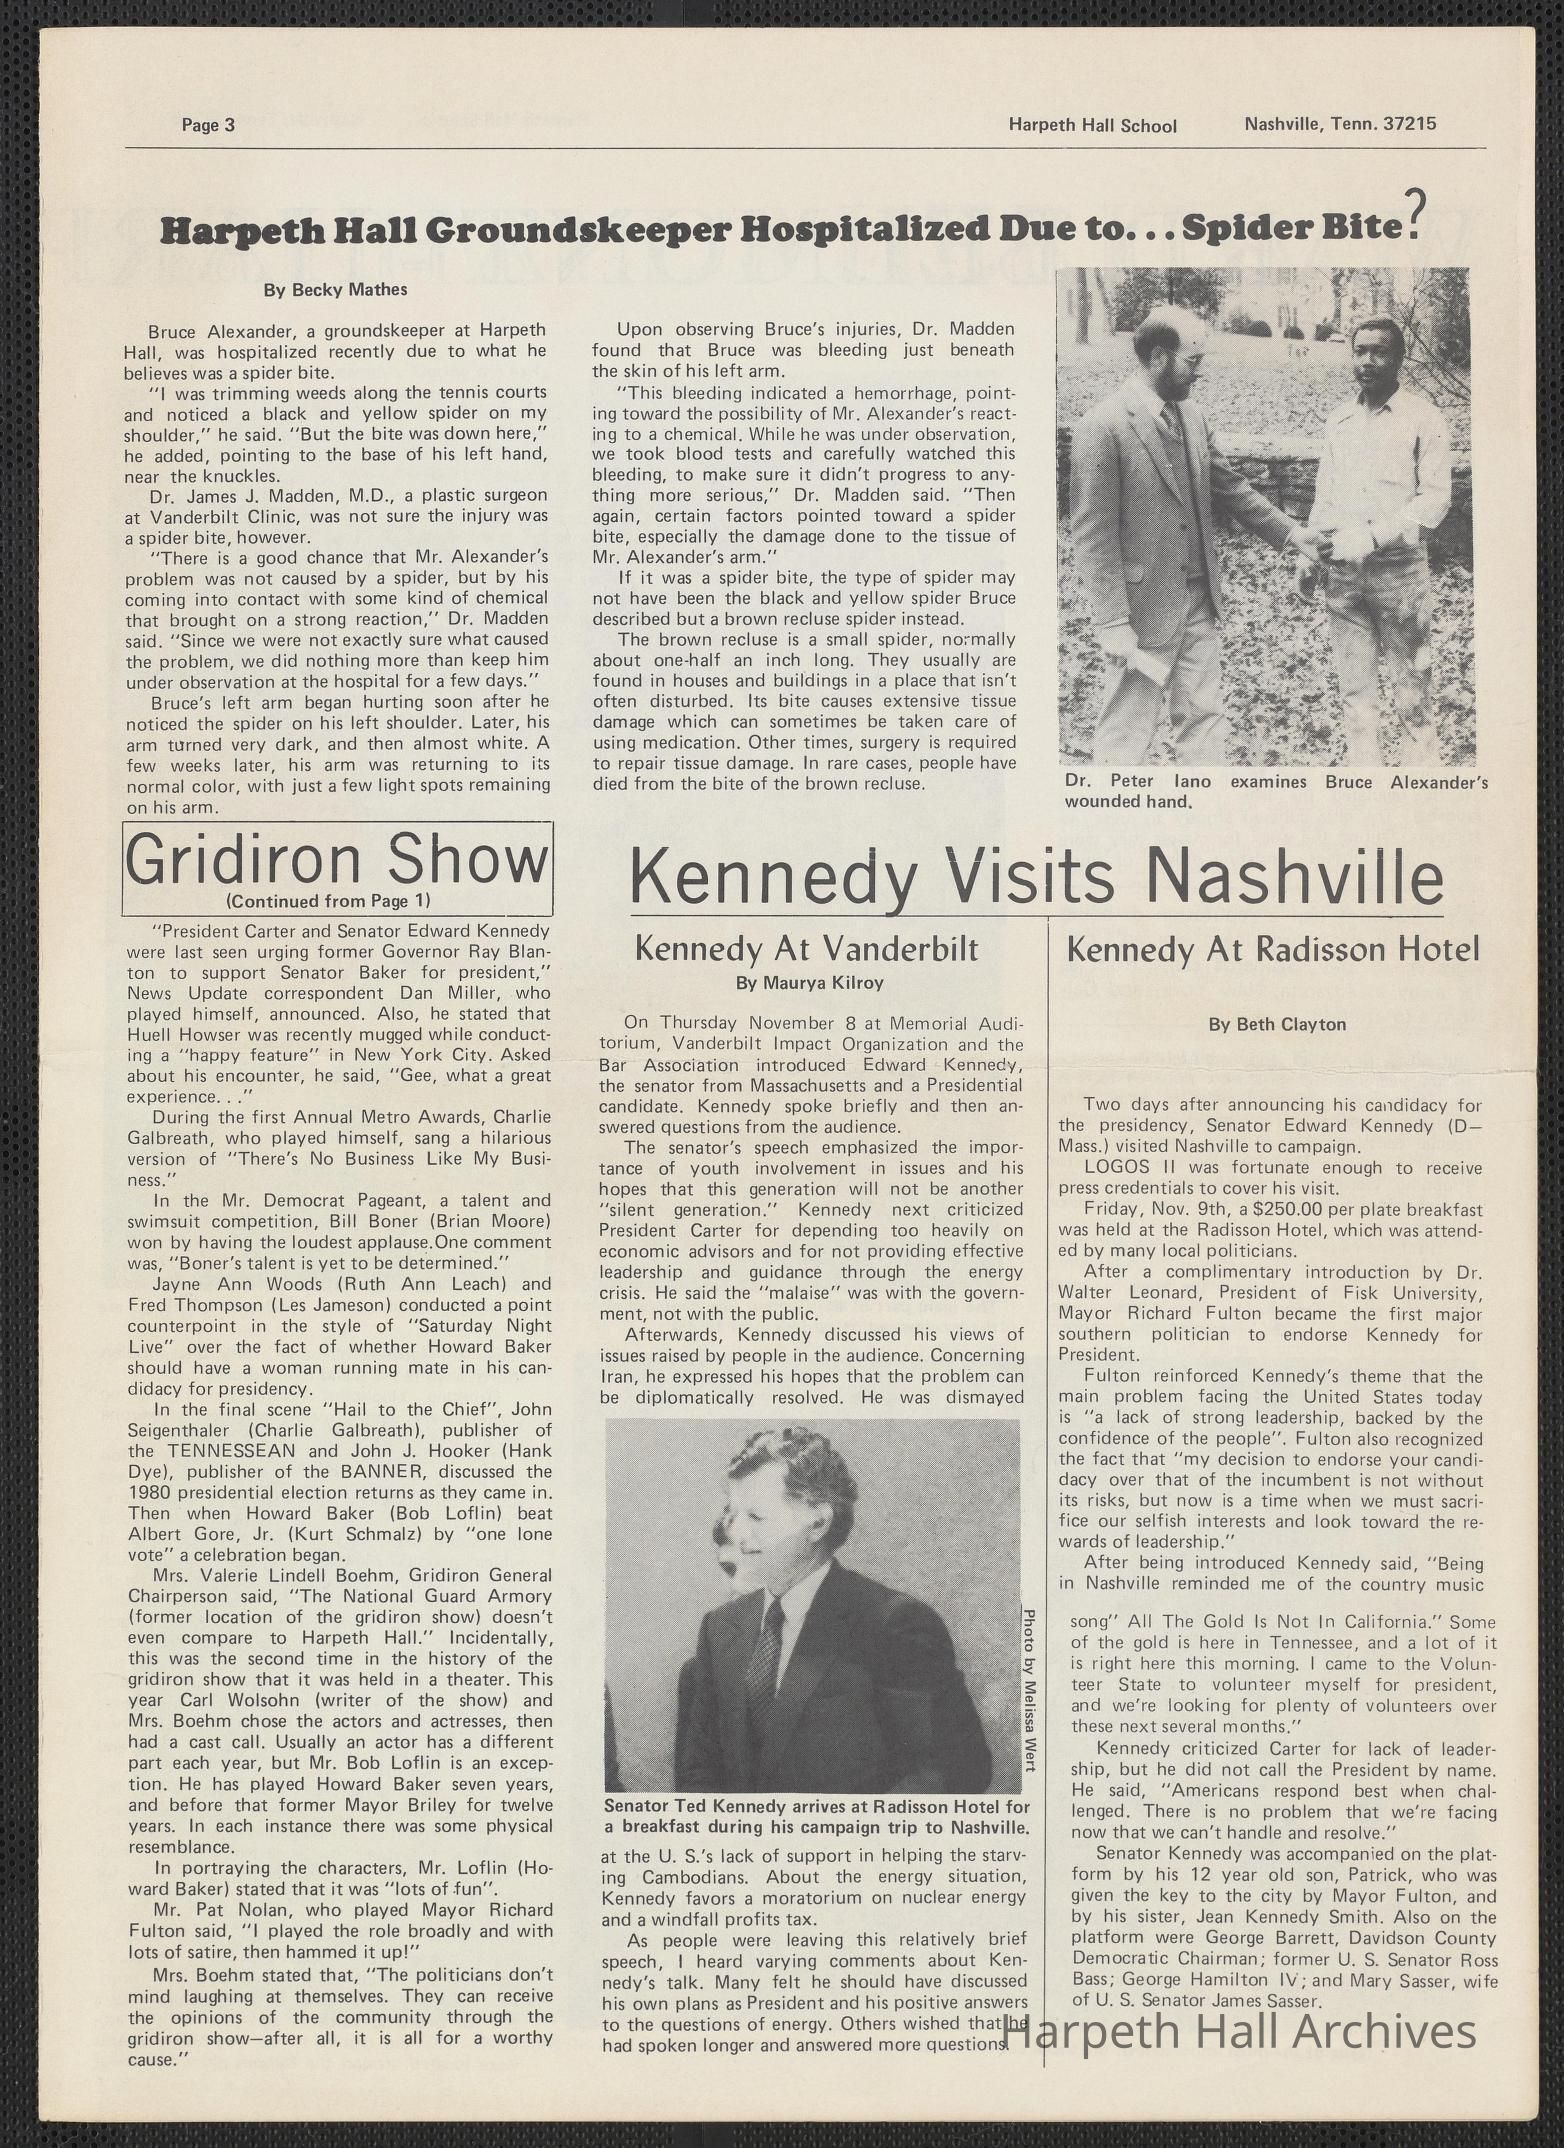 Page 3
Harpeth Hall School
Nashville, Tenn. 37215
Harpeth Hall Groundskeeper Hospitalized Due to... Spider Bite?
By Becky Mathes
Bruce Alexander, a groundskeeper at Harpeth
Hall, was hospitalized recently due to what he
believes was a spider bite.
"I was trimming weeds along the tennis courts
and noticed a black and yellow spider on my
shoulder," he said. "But the bite was down here,"
he added, pointing to the base of his left hand,
near the knuckles.
Dr. James J. Madden, M.D., a plastic surgeon
at Vanderbilt Clinic, was not sure the injury was
a spider bite, however.
"There is a good chance that Mr. Alexander's
problem was not caused by a spider, but by his
coming into contact with some kind of chemical
that brought on a strong reaction," Dr. Madden
said. "Since we were not exactly sure what caused
the problem, we did nothing more than keep him
under observation at the hospital for a few days."
Bruce's left arm began hurting soon after he
noticed the spider on his left shoulder. Later, his
arm turned very dark, and then almost white. A
few weeks later, his arm was returning to its
normal color, with just a few light spots remaining
on his arm.
Upon observing Bruce's injuries, Dr. Madden
found that Bruce was bleeding just beneath
the skin of his left arm.
"This bleeding indicated a hemorrhage, point-
ing toward the possibility of Mr. Alexander's react-
ing to a chemical. While he was under observation,
we took blood tests and carefully watched this
bleeding, to make sure it didn't progress to any-
thing more serious," Dr. Madden said. "Then
again, certain factors pointed toward a spider
bite, especially the damage done to the tissue of
Mr. Alexander's arm."
If it was a spider bite, the type of spider may
not have been the black and yellow spider Bruce
described but a brown recluse spider instead.
The brown recluse is a small spider, normally
about one-half an inch long. They usually are
found in houses and buildings in a place that isn't
often disturbed. Its bite causes extensive tissue
damage which can sometimes be taken care of
using medication. Other times, surgery is required
to repair tissue damage. In rare cases, people have
died from the bite of the brown recluse.
Dr. Peter Iano examines Bruce Alexander's
wounded hand.
Gridiron Show
(Continued from Page 1)
"President Carter and Senator Edward Kennedy
were last seen urging former Governor Ray Blan-
ton to support Senator Baker for president,"
News Update correspondent Dan Miller, who
played himself, announced. Also, he stated that
Huell Howser was recently mugged while conduct-
ing a "happy feature" in New York City. Asked
about his encounter, he said, "Gee, what a great
experience. . ."
During the first Annual Metro Awards, Charlie
Galbreath, who played himself, sang a hilarious
version of "There's No Business Like My Busi-
ness."
In the Mr. Democrat Pageant, a talent and
swimsuit competition, Bill Boner (Brian Moore)
won by having the loudest applause.One comment
was, "Boner's talent is yet to be determined."
Jayne Ann Woods (Ruth Ann Leach) and
Fred Thompson (Les Jameson) conducted a point
counterpoint in the style of "Saturday Night
Live" over the fact of whether Howard Baker
should have a woman running mate in his can-
didacy for presidency.
In the final scene "Hail to the Chief", John
Seigenthaler (Charlie Galbreath), publisher of
the TENNESSEAN and John J. Hooker (Hank
Dye), publisher of the BANNER, discussed the
1980 presidential election returns as they came in.
Then when Howard Baker (Bob Loflin) beat
Albert Gore, Jr. (Kurt Schmalz) by "one lone
vote" a celebration began.
Mrs. Valerie Lindell Boehm, Gridiron General
Chairperson said, "The National Guard Armory
(former location of the gridiron show) doesn't
even compare to Harpeth Hall." Incidentally,
this was the second time in the history of the
gridiron show that it was held in a theater. This
year Carl Wolsohn (writer of the show) and
Mrs. Boehm chose the actors and actresses, then
had a cast call. Usually an actor has a different
part each year, but Mr. Bob Loflin is an excep-
tion. He has played Howard Baker seven years,
and before that former Mayor Briley for twelve
years. In each instance there was some physical
resemblance.
In portraying the characters, Mr. Loflin (Ho-
ward Baker) stated that it was "lots of fun".
Mr. Pat Nolan, who played Mayor Richard
Fulton said, "I played the role broadly and with
lots of satire, then hammed it up!"
Mrs. Boehm stated that, "The politicians don't
mind laughing at themselves. They can receive
the opinions of the community through the
gridiron show—after all, it is all for a worthy
cause."
Kennedy Visits Nashville
Kennedy At Vanderbilt
By Maurya Kilroy
On Thursday November 8 at Memorial Audi-
torium, Vanderbilt Impact Organization and the
Bar Association introduced Edward Kennedy,
the senator from Massachusetts and a Presidential
candidate. Kennedy spoke briefly and then an-
swered questions from the audience.
The senator's speech emphasized the impor-
tance of youth involvement in issues and his
hopes that this generation will not be another
"silent generation." Kennedy next criticized
President Carter for depending too heavily on
economic advisors and for not providing effective
leadership and guidance through the energy
crisis. He said the "malaise" was with the govern-
ment, not with the public.
Afterwards, Kennedy discussed his views of
issues raised by people in the audience. Concerning
Iran, he expressed his hopes that the problem can
be diplomatically resolved. He was dismayed
Photo by Melissa Wert
Senator Ted Kennedy arrives at Radisson Hotel for
a breakfast during his campaign trip to Nashville.
at the U. S.'s lack of support in helping the starv-
ing Cambodians. About the energy situation,
Kennedy favors a moratorium on nuclear energy
and a windfall profits tax.
As people were leaving this relatively brief
speech, I heard varying comments about Ken-
nedy's talk. Many felt he should have discussed
his own plans as President and his positive answers
to the questions of energy. Others wished that he
had spoken longer and answered more questions.
Kennedy At Radisson Hotel
By Beth Clayton
Two days after announcing his candidacy for
the presidency, Senator Edward Kennedy (D—
Mass.) visited Nashville to campaign.
LOGOS II was fortunate enough to receive
press credentials to cover his visit.
Friday, Nov. 9th, a $250.00 per plate breakfast
was held at the Radisson Hotel, which was attend-
ed by many local politicians.
After a complimentary introduction by Dr.
Walter Leonard, President of Fisk University,
Mayor Richard Fulton became the first major
southern politician to endorse Kennedy for
President.
Fulton reinforced Kennedy's theme that the
main problem facing the United States today
is "a lack of strong leadership, backed by the
confidence of the people". Fulton also recognized
the fact that "my decision to endorse your candi-
dacy over that of the incumbent is not without
its risks, but now is a time when we must sacri-
fice our selfish interests and look toward the re-
wards of leadership."
After being introduced Kennedy said, "Being
in Nashville reminded me of the country music
song" All The Gold Is Not In California." Some
of the gold is here in Tennessee, and a lot of it
is right here this morning. I came to the Volun-
teer State to volunteer myself for president,
and we're looking for plenty of volunteers over
these next several months."
Kennedy criticized Carter for lack of leader-
ship, but he did not call the President by name.
He said, "Americans respond best when chal-
lenged. There is no problem that we're facing
now that we can't handle and resolve."
Senator Kennedy was accompanied on the plat-
form by his 12 year old son, Patrick, who was
given the key to the city by Mayor Fulton, and
by his sister, Jean Kennedy Smith. Also on the
platform were George Barrett, Davidson County
Democratic Chairman; former U. S. Senator Ross
Bass; George Hamilton IV; and Mary Sasser, wife
of U. S. Senator James Sasser.
Harpeth Hall Archives